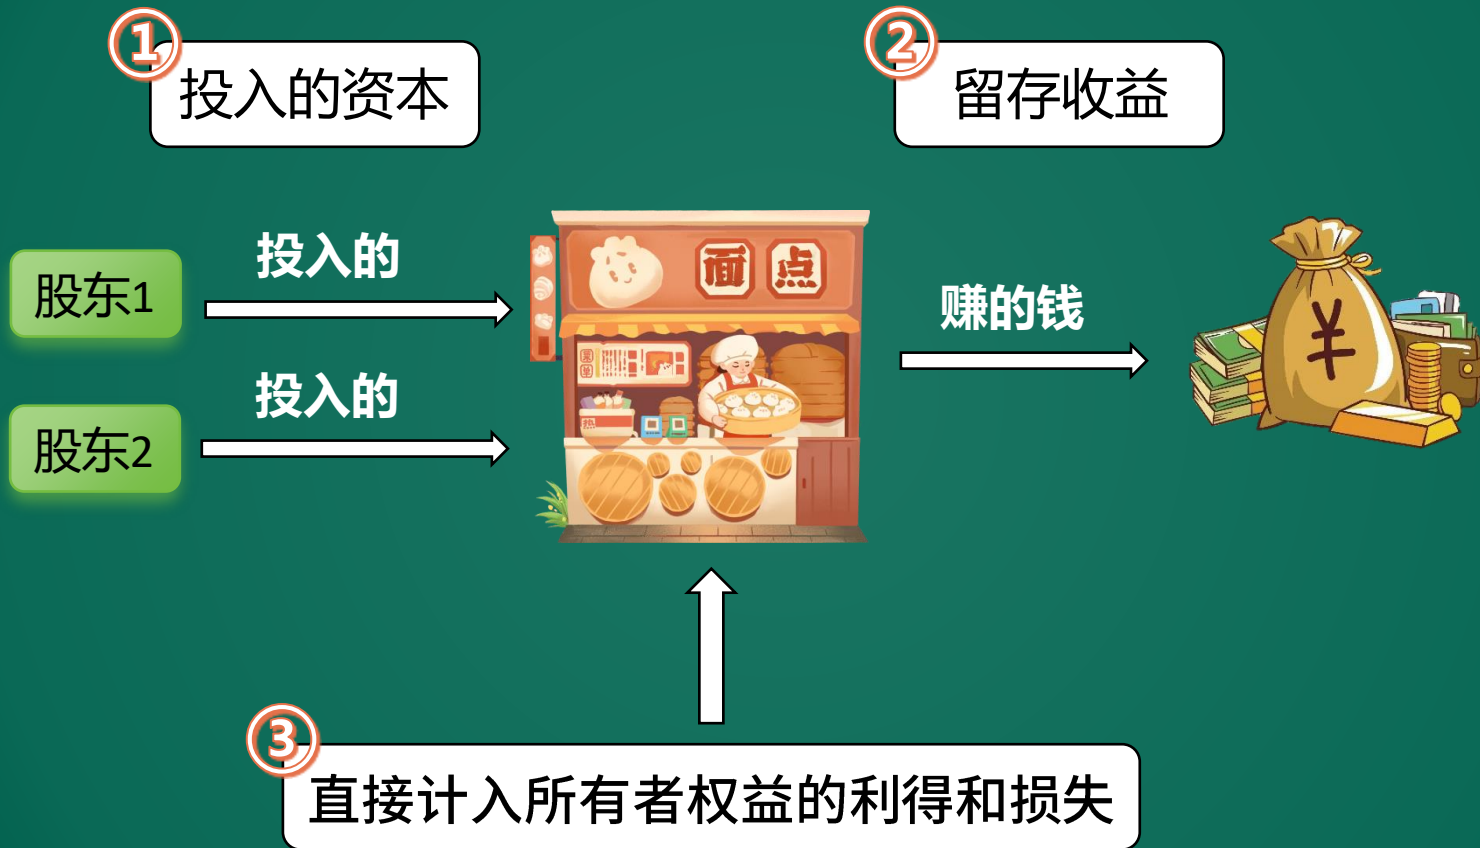 ①
投入的资本
②
留存收益
股东1
投入的
股东2
投入的
面点
菜单
赚的钱
¥
③
直接计入所有者权益的利得和损失